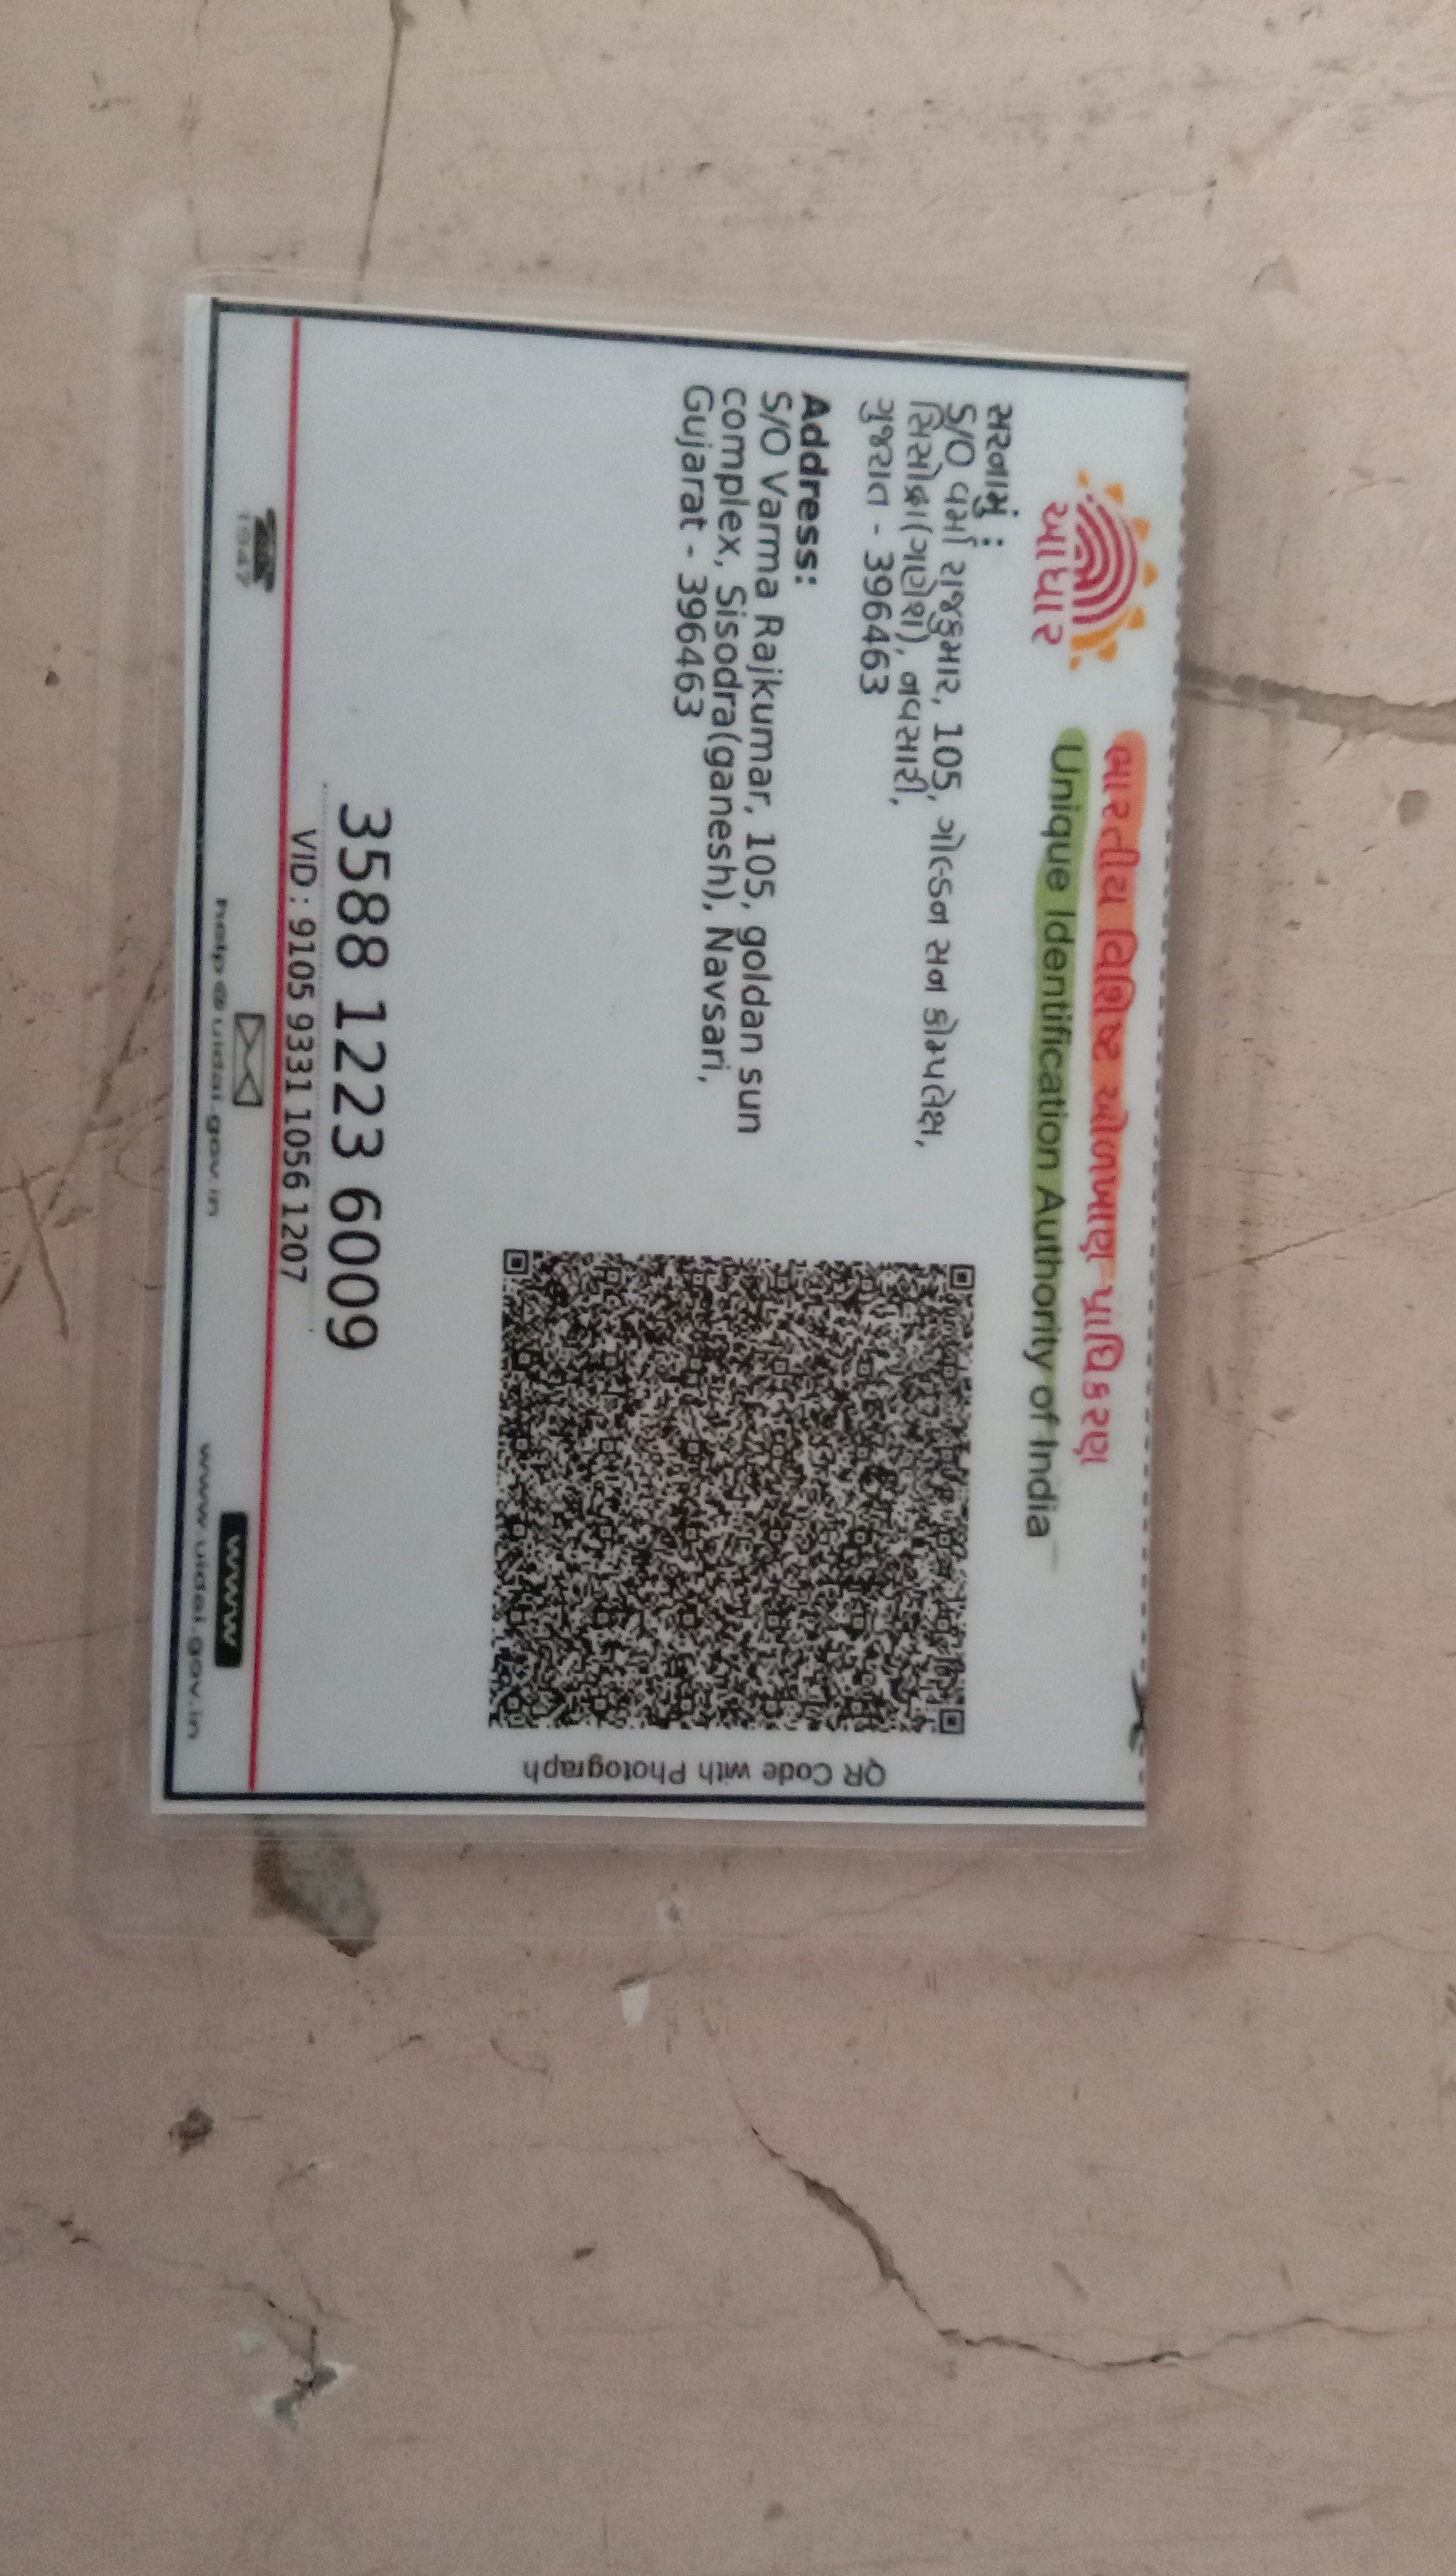 ભારતીય વિશિષ્ટ ઓળખાણ પ્રાધિકરણ
Unique Identification Authority of India
આધાર
સરનામું :
S/O વર્મા રાજકુમાર, 105, ગોલ્ડન સન કોમ્પલેક્ષ,
સિસોદ્રા(ગણેશ), નવસારી,
ગુજરાત - 396463
Address:
S/O Varma Rajkumar, 105, goldan sun
complex, Sisodra(ganesh), Navsari,
Gujarat - 396463
QR Code with Photograph
3588 1223 6009
VID : 9105 9331 1056 1207
1947
help@uidai.gov.in
www
www.uidai.gov.in